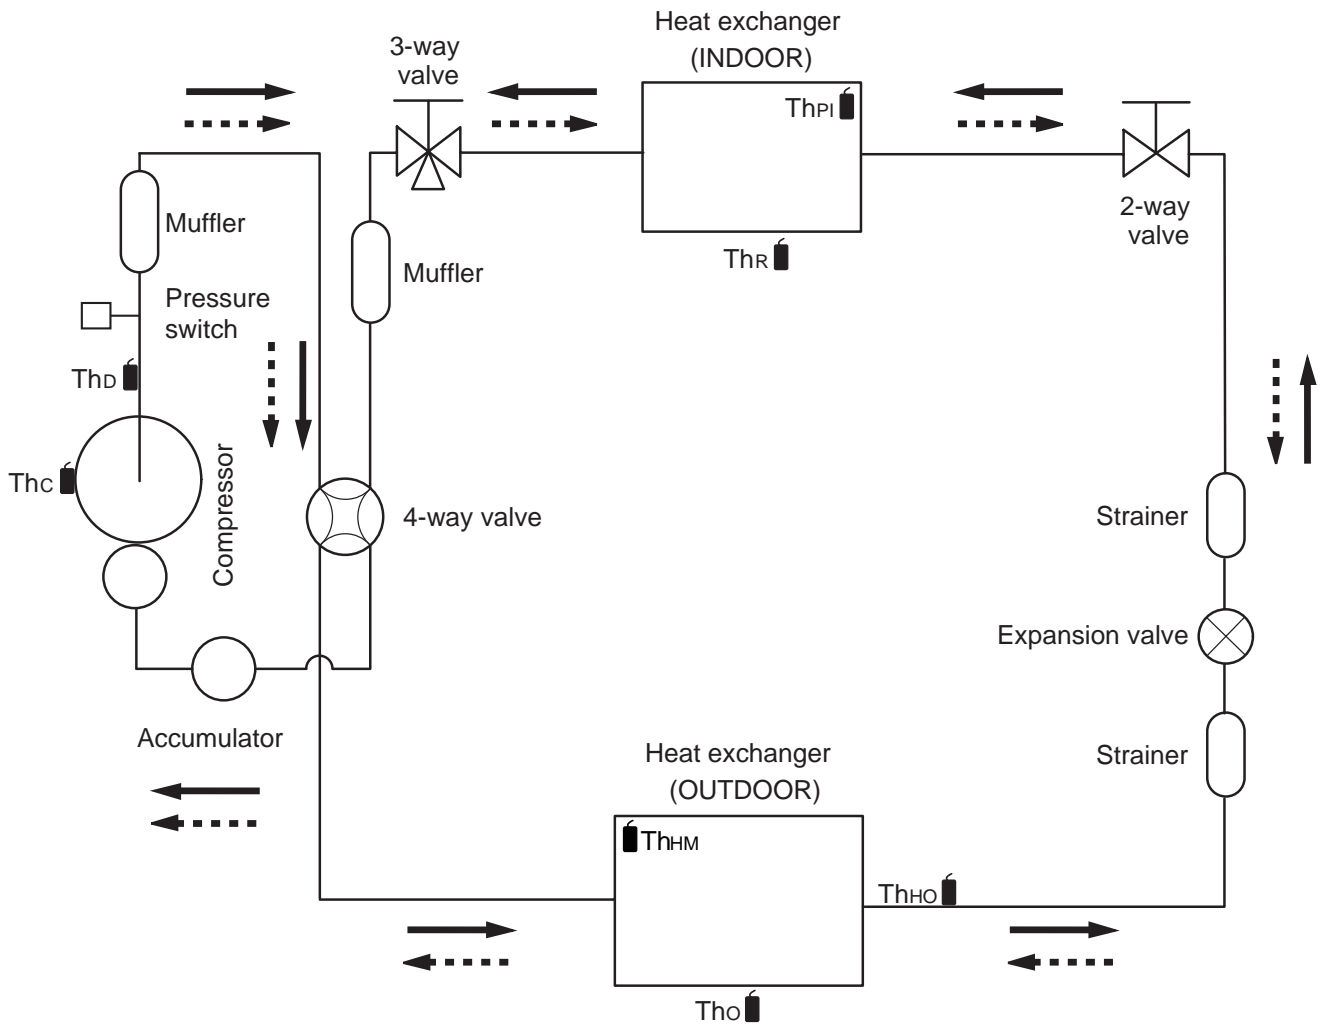 Heat exchanger
(INDOOR)
3-way
valve
ThPI
2-way
valve
Muffler
ThR
Muffler
Pressure
switch
ThD
ThC
Compressor
4-way valve
Strainer
Expansion valve
Strainer
Accumulator
Heat exchanger
(OUTDOOR)
ThHM
ThHO
ThO